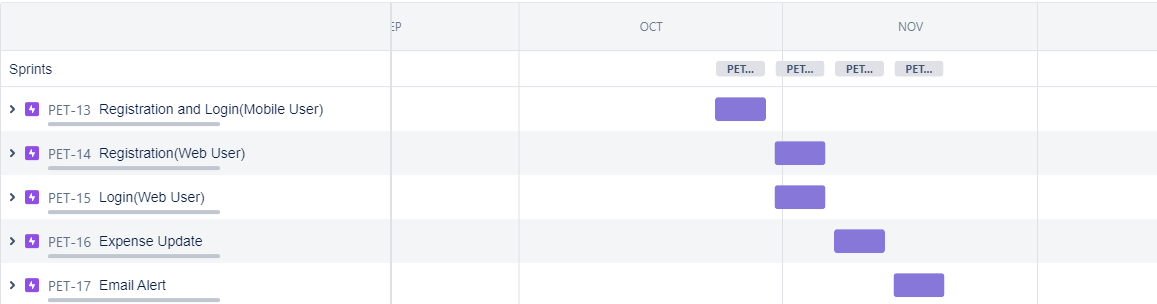 EP OCT NOV
Sprints PET... PET... PET... PET...
PET-13 Registration and Login(Mobile User)
PET-14 Registration(Web User)
PET-15 Login(Web User)
PET-16 Expense Update
PET-17 Email Alert